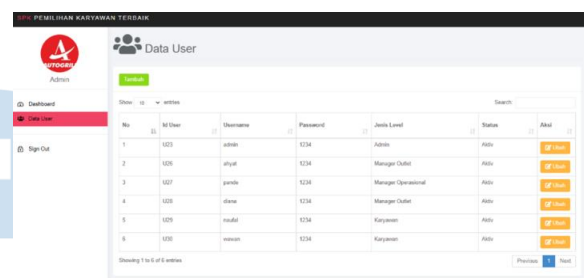 SPK PEMILIHAN KARYAWAN TERBAIK
AUTOGRILL
Admin
Dashboard
Data User
Sign Out
Data User
Tambah
Show 10 entries
Search:
No Id User Username Password Jenis Level Status Aksi
1 U23 admin 1234 Admin Aktiv Ubah
2 U26 ahyat 1234 Manager Outlet Aktiv Ubah
3 U27 pande 1234 Manager Operasional Aktiv Ubah
4 U28 diana 1234 Manager Outlet Aktiv Ubah
5 U29 noufal 1234 Karyawan Aktiv Ubah
6 U30 wawan 1234 Karyawan Aktiv Ubah
Showing 1 to 6 of 6 entries
Previous 1 Next